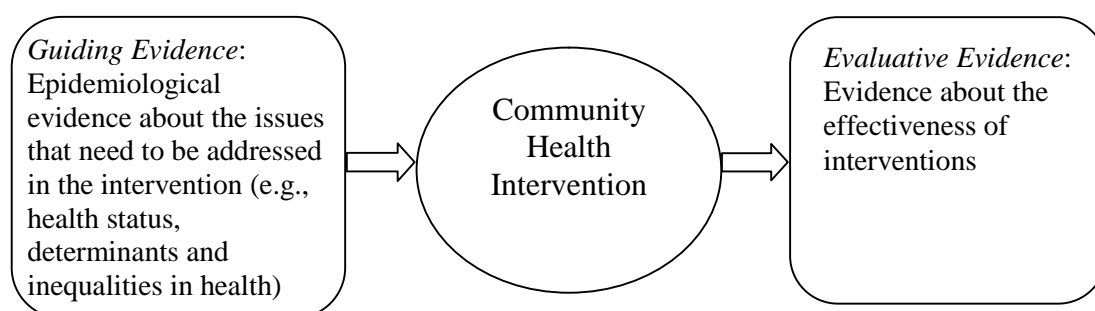 Guiding Evidence:
Epidemiological
evidence about the issues
that need to be addressed
in the intervention (e.g.,
health status,
determinants and
inequalities in health)
Community
Health
Intervention
Evaluative Evidence:
Evidence about the
effectiveness of
interventions